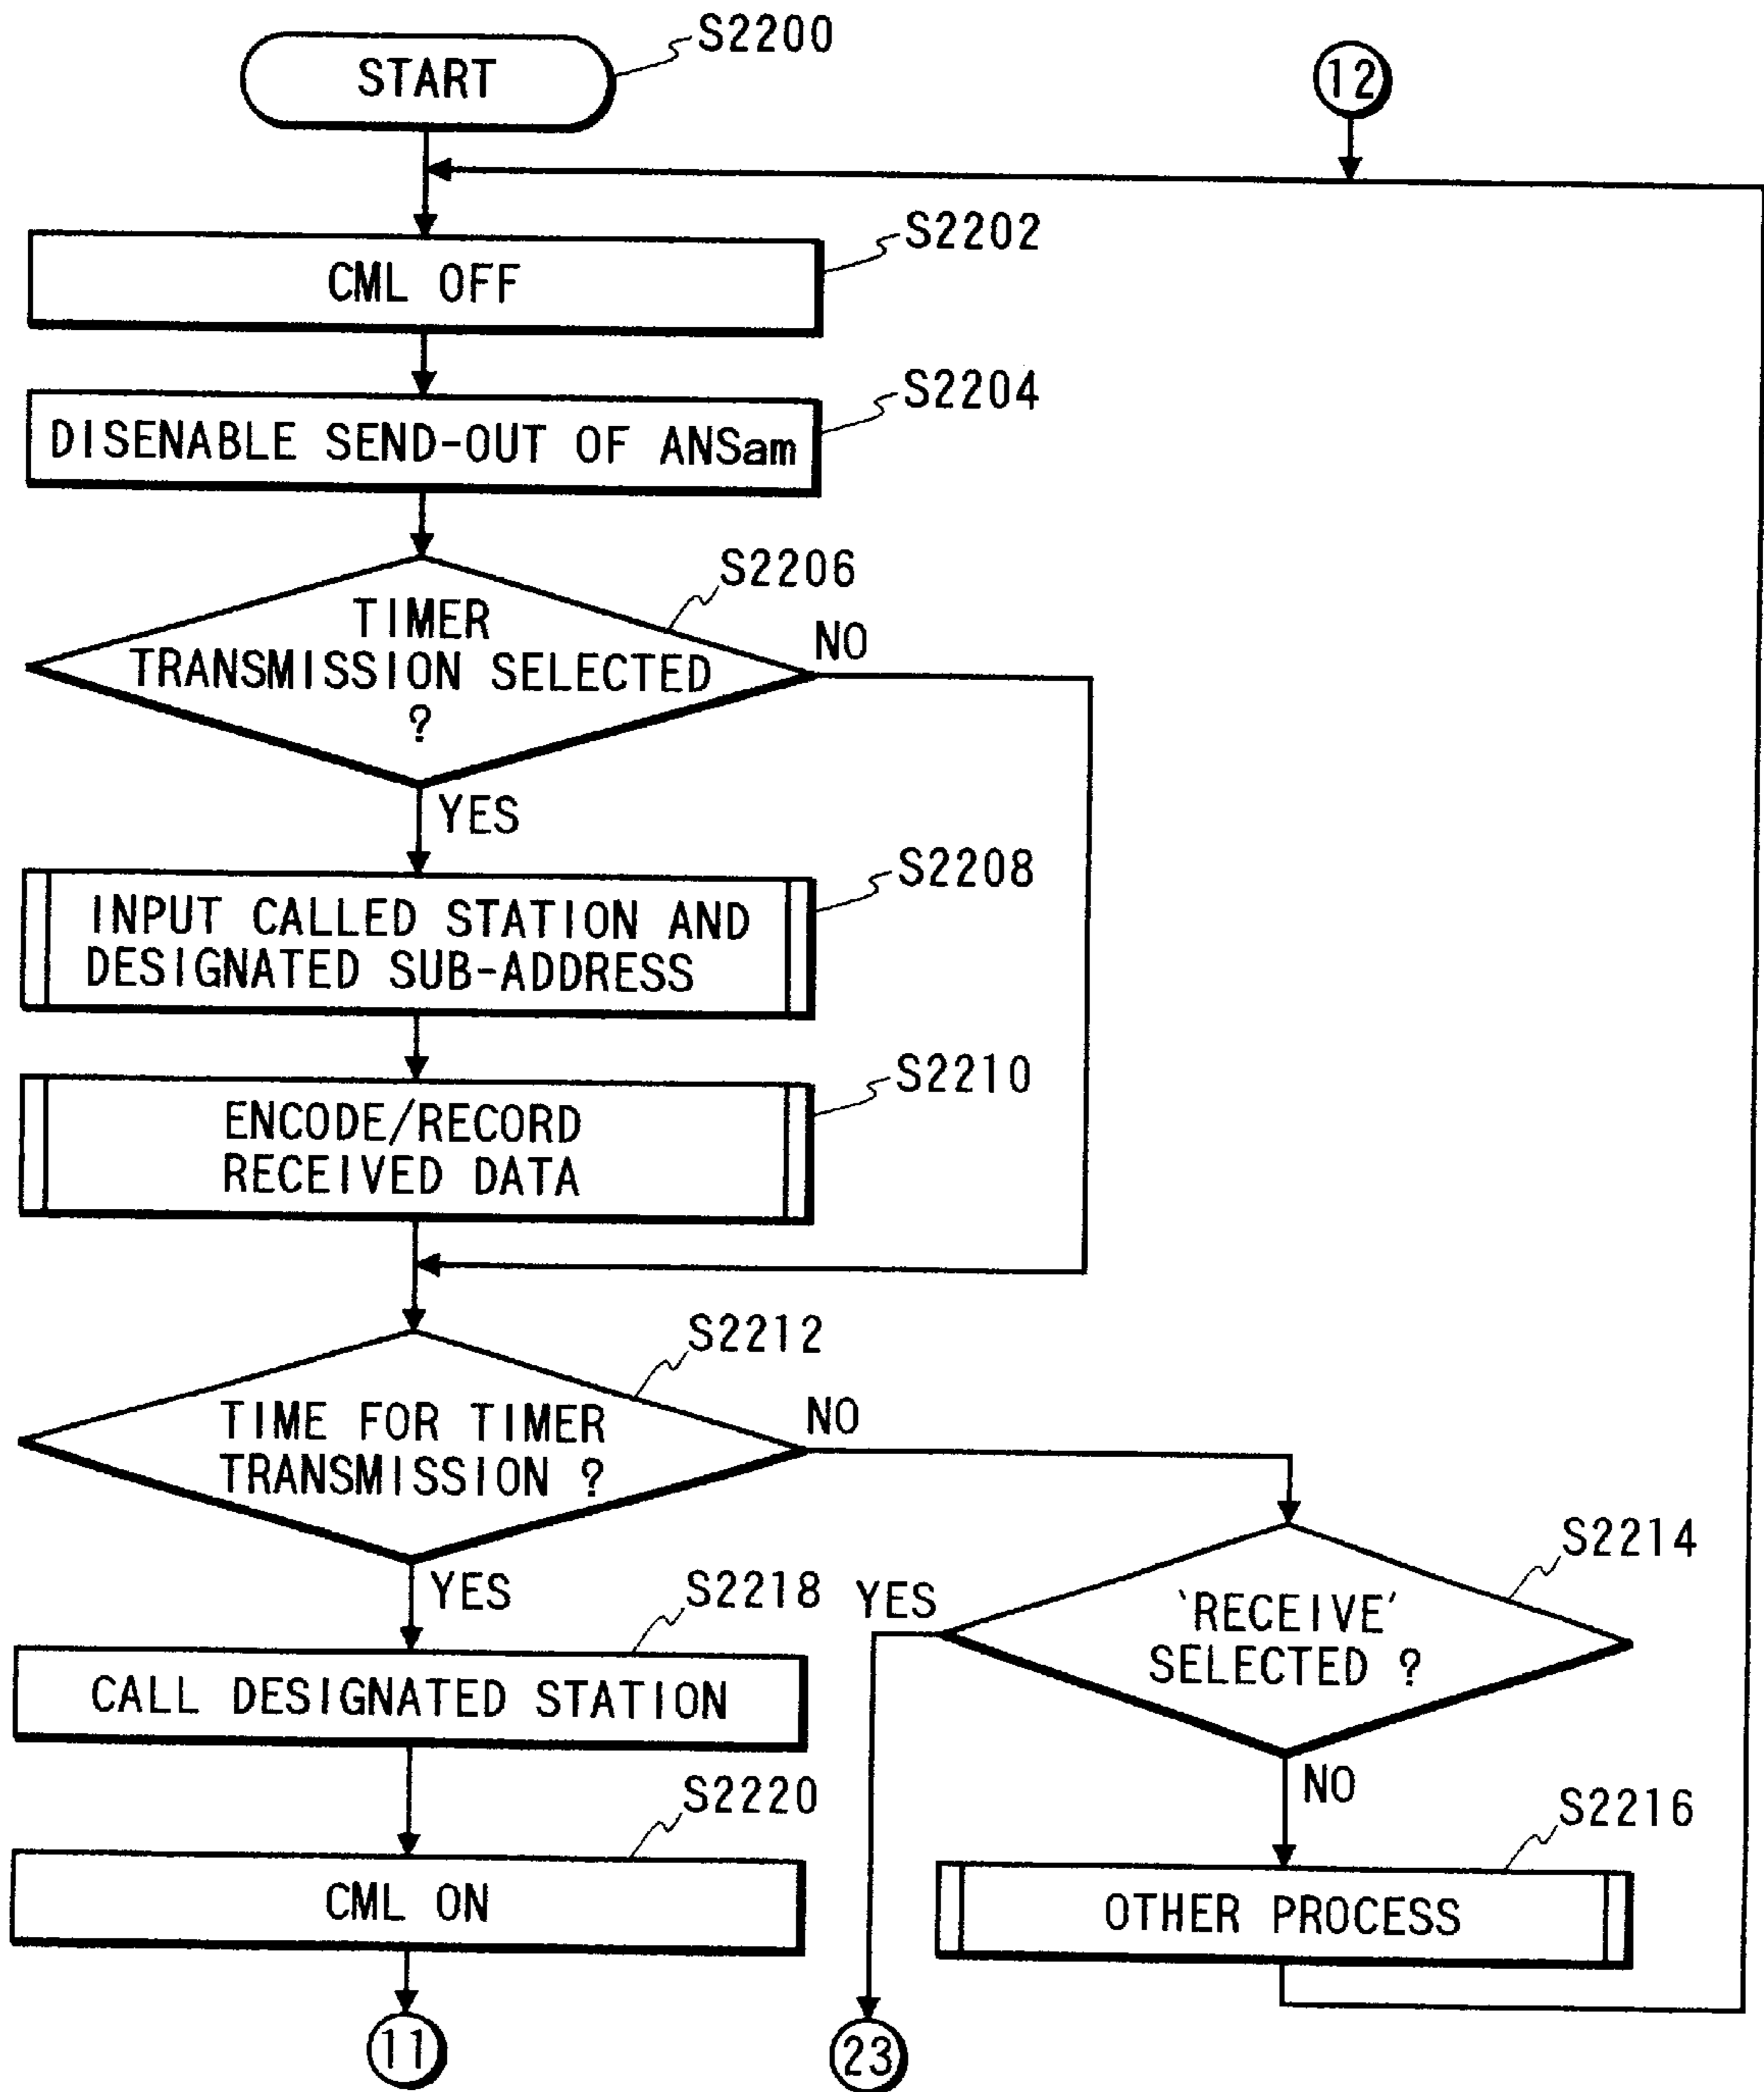 S2200
START
12
S2202
CML OFF
S2204
DISENABLE SEND-OUT OF ANSam
S2206
TIMER
TRANSMISSION SELECTED
?
NO
YES
S2208
INPUT CALLED STATION AND
DESIGNATED SUB-ADDRESS
S2210
ENCODE/RECORD
RECEIVED DATA
S2212
TIME FOR TIMER
TRANSMISSION ?
NO
YES
S2214
'RECEIVE'
SELECTED ?
YES
NO
S2218
CALL DESIGNATED STATION
S2220
CML ON
S2216
OTHER PROCESS
11
23